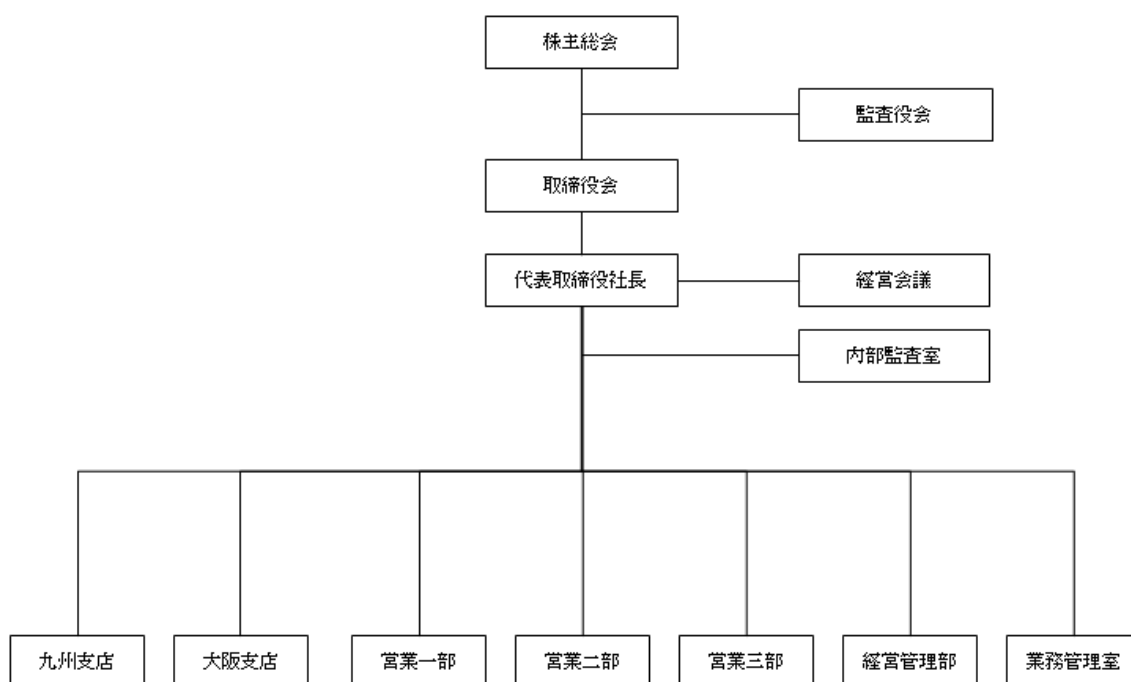 株主総会
監査役会
取締役会
代表取締役社長
経営会議
内部監査室
九州支店
大阪支店
営業一部
営業二部
営業三部
経営管理部
業務管理室